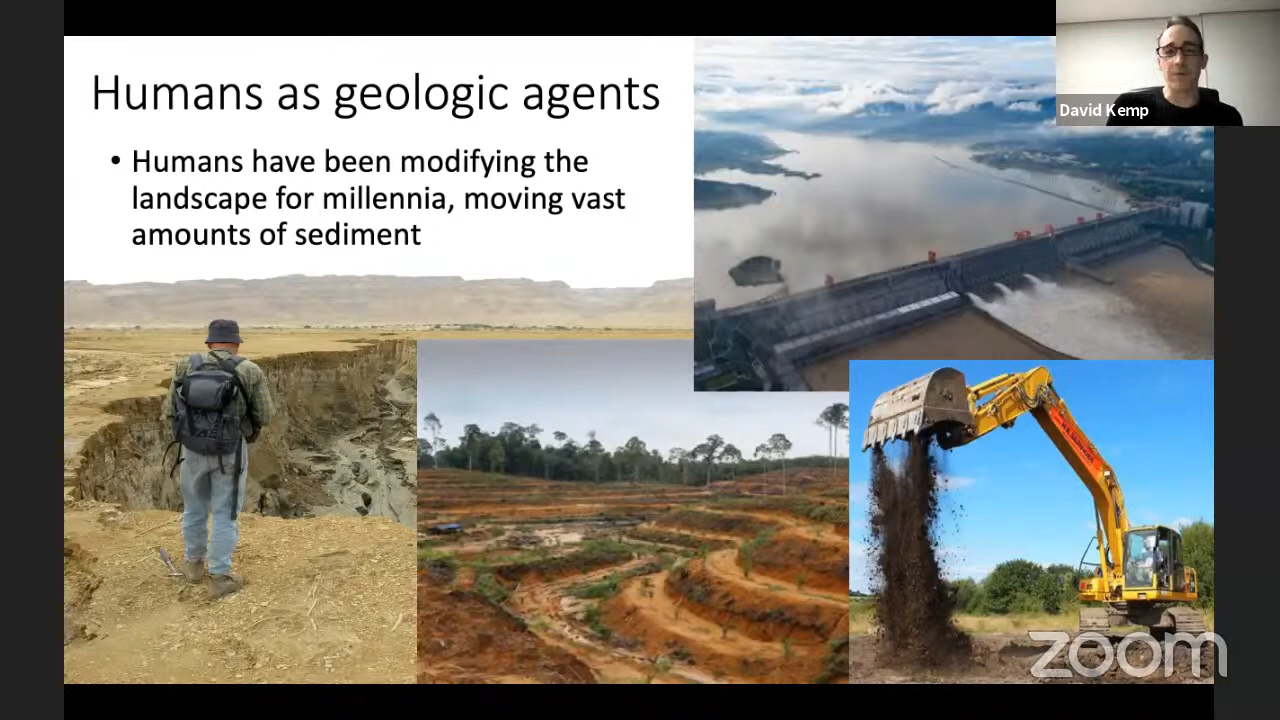 Humans as geologic agents
• Humans have been modifying the
landscape for millennia, moving vast
amounts of sediment
David Kemp
zoom